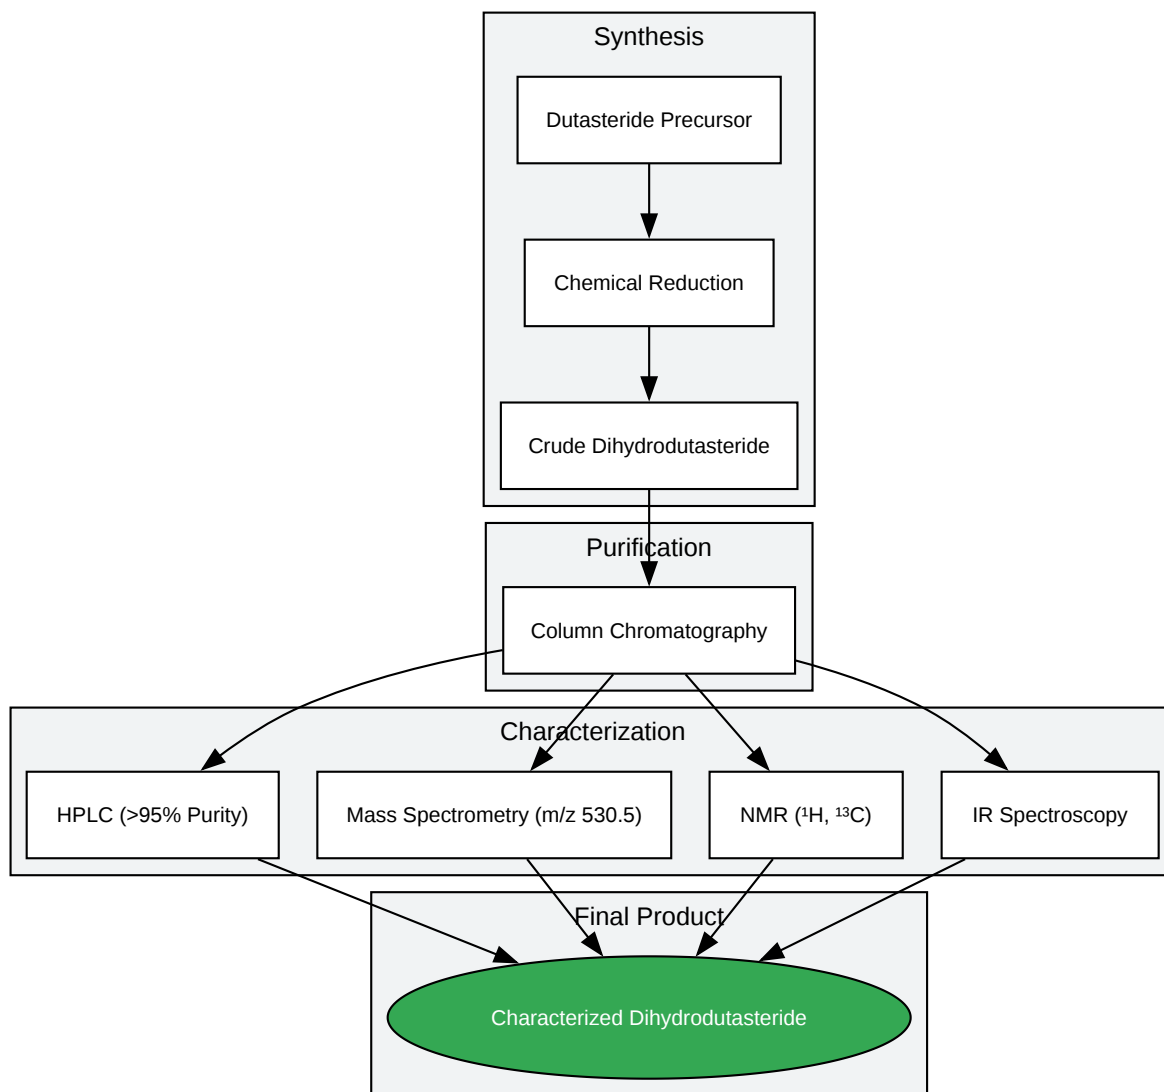 Synthesis
Dutasteride Precursor
Chemical Reduction
Crude Dihydrodutasteride
Purification
Column Chromatography
Characterization
HPLC (>95% Purity)
Mass Spectrometry (m/z 530.5)
NMR (¹H, ¹³C)
IR Spectroscopy
Final Product
Characterized Dihydrodutasteride